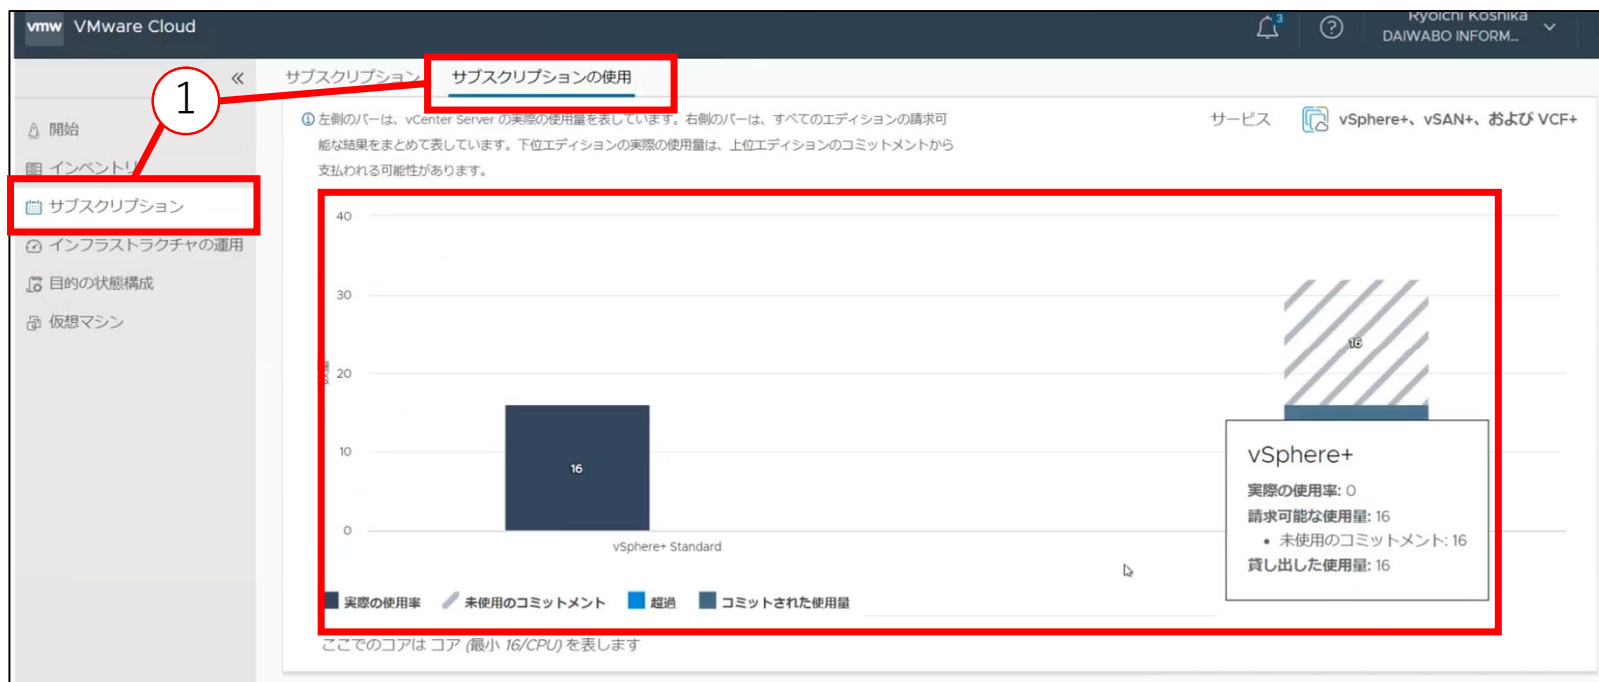 vmw VMware Cloud
3
Ryoichi Koshika
DAIWABO INFORM...
サブスクリプション
サブスクリプションの使用
1
開始
インベントリ
サブスクリプション
インフラストラクチャの運用
目的の状態構成
仮想マシン
左側のバーは、vCenter Server の実際の使用量を表しています。右側のバーは、すべてのエディションの請求可
能な結果をまとめて表しています。下位エディションの実際の使用量は、上位エディションのコミットメントから
支払われる可能性があります。
サービス
vSphere+、vSAN+、および VCF+
40
30
20
10
0
16
16
vSphere+ Standard
vSphere+
実際の使用率: 0
請求可能な使用量: 16
• 未使用のコミットメント: 16
貸し出した使用量: 16
実際の使用率
未使用のコミットメント
超過
コミットされた使用量
ここでのコアは コア (最小 16/CPU) を表します